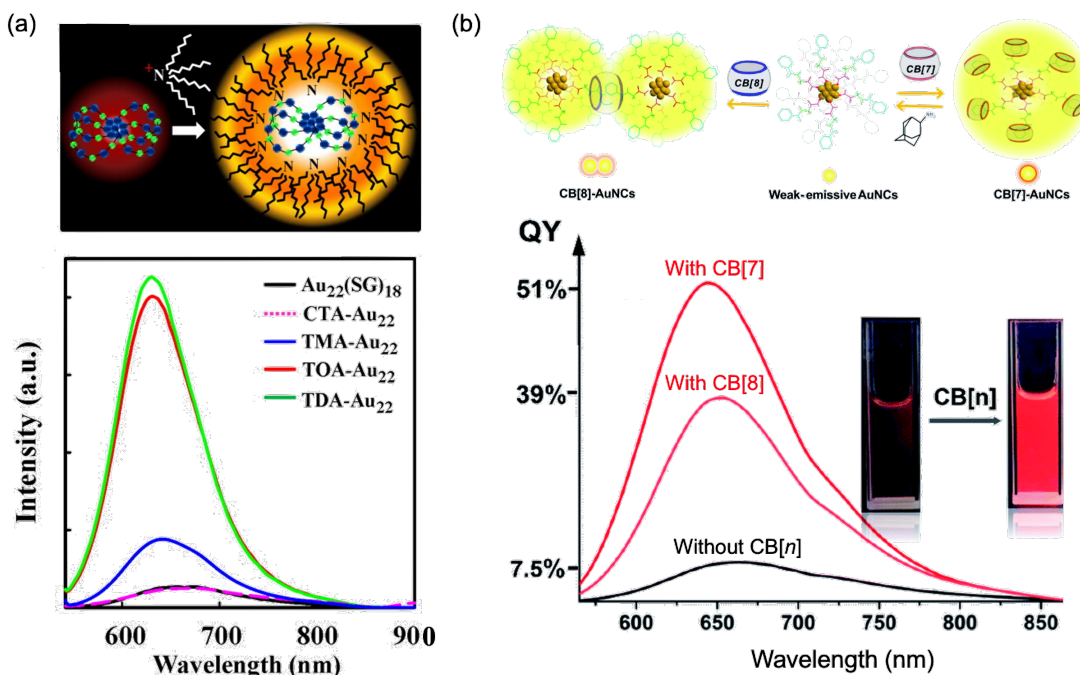 (a)
+
N
N
N
N
N
N
N
N
N
N
N
N
N
Intensity (a.u.)
Au22(SG)18
CTA-Au22
TMA-Au22
TOA-Au22
TDA-Au22
600
700
800
900
Wavelength (nm)
(b)
CB[8]
CB[7]
NH2
CB[8]-AuNCs
Weak-emissive AuNCs
CB[7]-AuNCs
QY
51%
39%
7.5%
With CB[7]
With CB[8]
Without CB[n]
CB[n]
600
650
700
750
800
850
Wavelength (nm)